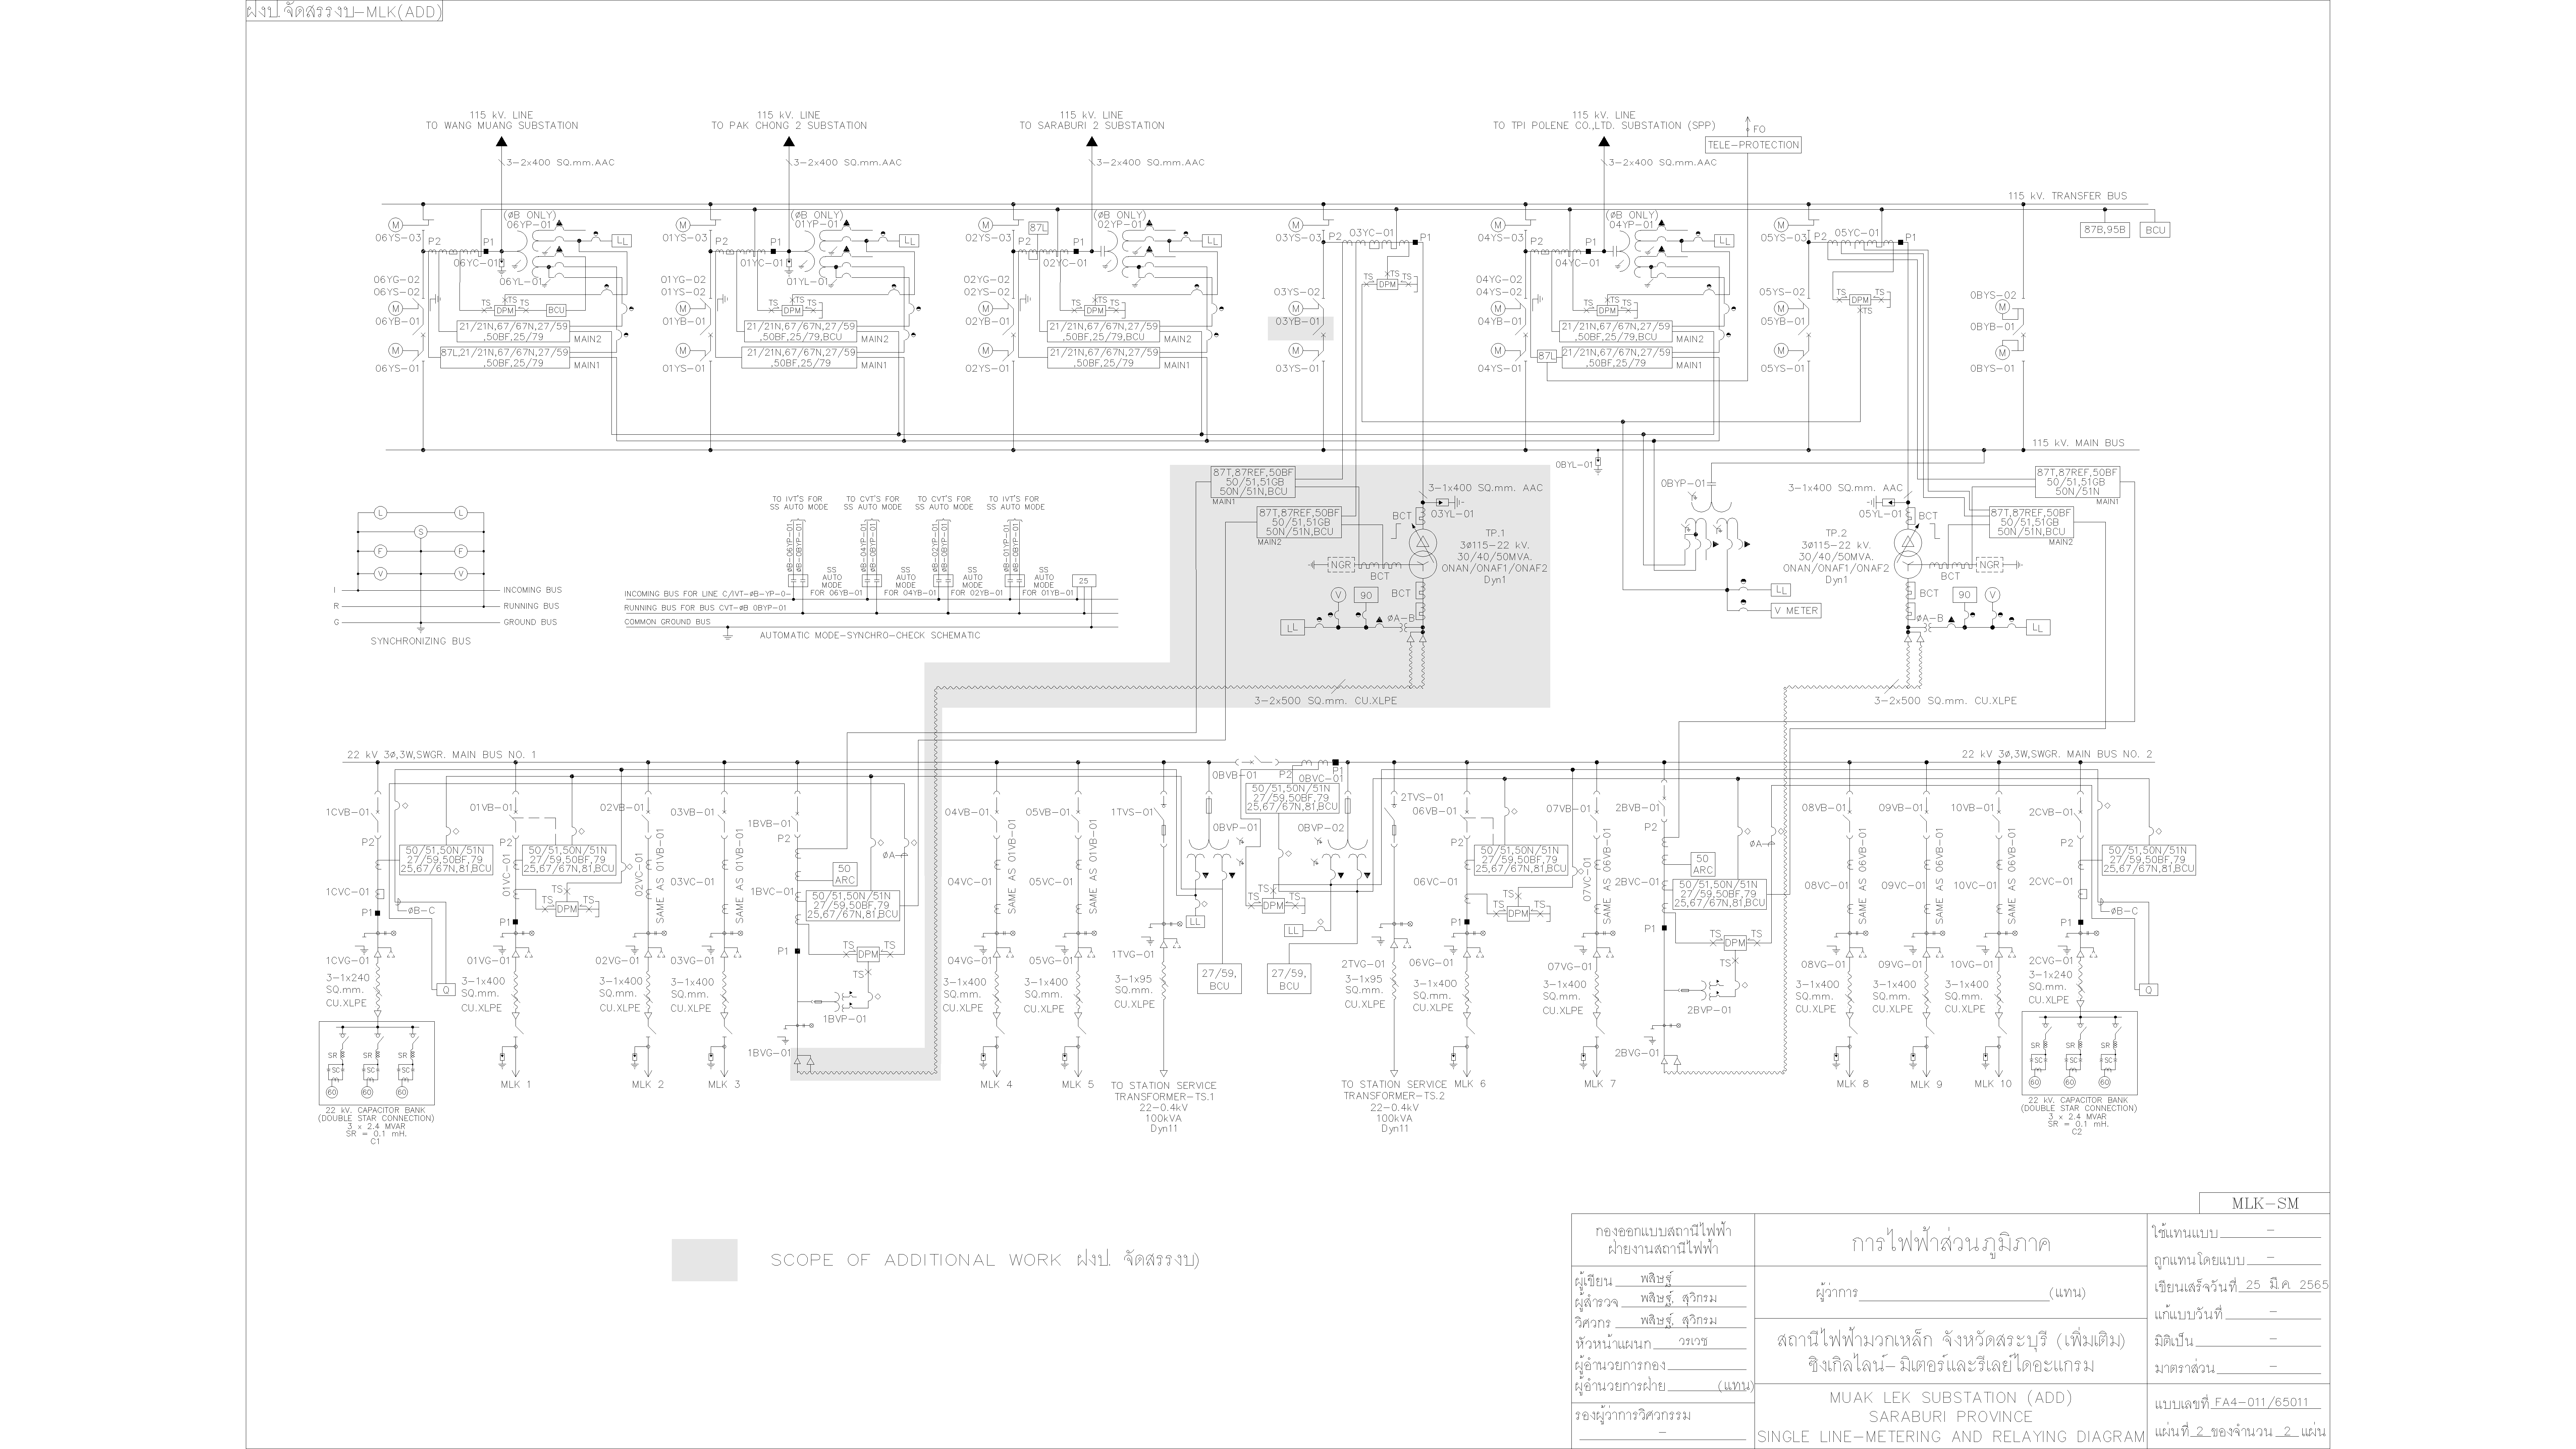 ฝงป. จัดสรรงบ-MLK(ADD)
115 kV. LINE
TO WANG MUANG SUBSTATION
115 kV. LINE
TO PAK CHONG 2 SUBSTATION
115 kV. LINE
TO SARABURI 2 SUBSTATION
115 kV. LINE
TO TPI POLENE CO.,LTD. SUBSTATION (SPP)
FO
TELE-PROTECTION
3-2x400 SQ.mm.AAC
3-2x400 SQ.mm.AAC
3-2x400 SQ.mm.AAC
3-2x400 SQ.mm.AAC
115 kV. TRANSFER BUS
87B,95B
BCU
M
06YS-03
P2
P1
(øB ONLY)
06YP-01
LL
06YC-01
06YL-01
06YG-02
06YS-02
06YB-01
06YS-01
TS
DPM
BCU
21/21N,67/67N,27/59
,50BF,25/79
MAIN2
87L,21/21N,67/67N,27/59
,50BF,25/79
MAIN1
M
01YS-03
P2
P1
(øB ONLY)
01YP-01
LL
01YC-01
01YL-01
01YG-02
01YS-02
01YB-01
01YS-01
TS
DPM
21/21N,67/67N,27/59
,50BF,25/79,BCU
MAIN2
21/21N,67/67N,27/59
,50BF,25/79
MAIN1
M
02YS-03
87L
P2
P1
(øB ONLY)
02YP-01
LL
02YC-01
02YG-02
02YS-02
02YB-01
02YS-01
TS
DPM
21/21N,67/67N,27/59
,50BF,25/79,BCU
MAIN2
21/21N,67/67N,27/59
,50BF,25/79
MAIN1
M
03YS-03
P2
03YC-01
P1
TS
DPM
03YS-02
03YB-01
03YS-01
M
04YS-03
P2
P1
(øB ONLY)
04YP-01
LL
04YC-01
04YG-02
04YS-02
04YB-01
04YS-01
TS
DPM
21/21N,67/67N,27/59
,50BF,25/79,BCU
MAIN2
87L
21/21N,67/67N,27/59
,50BF,25/79
MAIN1
M
05YS-03
P2
05YC-01
P1
TS
DPM
05YS-02
05YB-01
05YS-01
0BYS-02
0BYB-01
0BYS-01
115 kV. MAIN BUS
0BYL-01
L
L
S
F
F
V
V
I
INCOMING BUS
R
RUNNING BUS
G
GROUND BUS
SYNCHRONIZING BUS
TO IVT'S FOR
SS AUTO MODE
TO CVT'S FOR
SS AUTO MODE
TO CVT'S FOR
SS AUTO MODE
TO IVT'S FOR
SS AUTO MODE
øB-06YP-01
øB-0BYP-01
øB-04YP-01
øB-0BYP-01
øB-02YP-01
øB-0BYP-01
øB-01YP-01
øB-0BYP-01
SS
AUTO
MODE
FOR 06YB-01
SS
AUTO
MODE
FOR 04YB-01
SS
AUTO
MODE
FOR 02YB-01
SS
AUTO
MODE
FOR 01YB-01
25
INCOMING BUS FOR LINE C/IVT-øB-YP-0-
RUNNING BUS FOR BUS CVT-øB 0BYP-01
COMMON GROUND BUS
AUTOMATIC MODE-SYNCHRO-CHECK SCHEMATIC
87T,87REF,50BF
50/51,51GB
50N/51N,BCU
MAIN1
87T,87REF,50BF
50/51,51GB
50N/51N,BCU
MAIN2
3-1x400 SQ.mm. AAC
03YL-01
BCT
TP.1
3ø115-22 kV.
30/40/50MVA.
ONAN/ONAF1/ONAF2
Dyn1
NGR
BCT
BCT
V
90
LL
øA-B
3-2x500 SQ.mm. CU.XLPE
0BYP-01
LL
V METER
3-1x400 SQ.mm. AAC
05YL-01
BCT
TP.2
3ø115-22 kV.
30/40/50MVA.
ONAN/ONAF1/ONAF2
Dyn1
BCT
NGR
BCT
90
V
øA-B
LL
87T,87REF,50BF
50/51,51GB
50N/51N
MAIN1
87T,87REF,50BF
50/51,51GB
50N/51N,BCU
MAIN2
3-2x500 SQ.mm. CU.XLPE
22 kV 3ø,3W,SWGR. MAIN BUS NO. 1
22 kV 3ø,3W,SWGR. MAIN BUS NO. 2
1CVB-01
P2
50/51,50N/51N
27/59,50BF,79
25,67/67N,81,BCU
1CVC-01
P1
øB-C
1CVG-01
3-1x240
SQ.mm.
CU.XLPE
Q
SR
SR
SR
SC
SC
SC
60
60
60
22 kV. CAPACITOR BANK
(DOUBLE STAR CONNECTION)
3 x 2.4 MVAR
SR = 0.1 mH.
C1
01VB-01
P2
50/51,50N/51N
27/59,50BF,79
25,67/67N,81,BCU
01VC-01
TS
DPM
P1
01VG-01
3-1x400
SQ.mm.
CU.XLPE
MLK 1
02VB-01
02VC-01
SAME AS 01VB-01
02VG-01
3-1x400
SQ.mm.
CU.XLPE
MLK 2
03VB-01
03VC-01
SAME AS 01VB-01
03VG-01
3-1x400
SQ.mm.
CU.XLPE
MLK 3
1BVB-01
P2
øA
50
ARC
1BVC-01
50/51,50N/51N
27/59,50BF,79
25,67/67N,81,BCU
P1
TS
DPM
TS
1BVP-01
1BVG-01
04VB-01
04VC-01
SAME AS 01VB-01
04VG-01
3-1x400
SQ.mm.
CU.XLPE
MLK 4
05VB-01
05VC-01
SAME AS 01VB-01
05VG-01
3-1x400
SQ.mm.
CU.XLPE
MLK 5
1TVS-01
1TVG-01
3-1x95
SQ.mm.
CU.XLPE
TO STATION SERVICE
TRANSFORMER-TS.1
22-0.4kV
100kVA
Dyn11
0BVB-01
P2
P1
0BVC-01
50/51,50N/51N
27/59,50BF,79
25,67/67N,81,BCU
0BVP-01
0BVP-02
TS
DPM
LL
LL
27/59,
BCU
27/59,
BCU
2TVS-01
2TVG-01
3-1x95
SQ.mm.
CU.XLPE
TO STATION SERVICE
TRANSFORMER-TS.2
22-0.4kV
100kVA
Dyn11
06VB-01
P2
50/51,50N/51N
27/59,50BF,79
25,67/67N,81,BCU
06VC-01
TS
DPM
P1
06VG-01
3-1x400
SQ.mm.
CU.XLPE
MLK 6
07VB-01
07VC-01
SAME AS 06VB-01
07VG-01
3-1x400
SQ.mm.
CU.XLPE
MLK 7
2BVB-01
P2
øA
50
ARC
2BVC-01
50/51,50N/51N
27/59,50BF,79
25,67/67N,81,BCU
P1
TS
DPM
TS
2BVP-01
2BVG-01
08VB-01
08VC-01
SAME AS 06VB-01
08VG-01
3-1x400
SQ.mm.
CU.XLPE
MLK 8
09VB-01
09VC-01
SAME AS 06VB-01
09VG-01
3-1x400
SQ.mm.
CU.XLPE
MLK 9
10VB-01
10VC-01
SAME AS 06VB-01
10VG-01
3-1x400
SQ.mm.
CU.XLPE
MLK 10
2CVB-01
P2
50/51,50N/51N
27/59,50BF,79
25,67/67N,81,BCU
2CVC-01
P1
øB-C
2CVG-01
3-1x240
SQ.mm.
CU.XLPE
Q
SR
SR
SR
SC
SC
SC
60
60
60
22 kV. CAPACITOR BANK
(DOUBLE STAR CONNECTION)
3 x 2.4 MVAR
SR = 0.1 mH.
C2
SCOPE OF ADDITIONAL WORK ฝงป. จัดสรรงบ)
MLK-SM
กองออกแบบสถานีไฟฟ้า
ฝ่ายงานสถานีไฟฟ้า
ผู้เขียน พสิษฐ์
ผู้สำรวจ พสิษฐ์, สุวิกรม
วิศวกร พสิษฐ์, สุวิกรม
หัวหน้าแผนก วรเวช
ผู้อำนวยการกอง
ผู้อำนวยการฝ่าย (แทน)
รองผู้ว่าการวิศวกรรม
-
การไฟฟ้าส่วนภูมิภาค
ผู้ว่าการ (แทน)
สถานีไฟฟ้ามวกเหล็ก จังหวัดสระบุรี (เพิ่มเติม)
ซิงเกิลไลน์-มิเตอร์และรีเลย์ไดอะแกรม
MUAK LEK SUBSTATION (ADD)
SARABURI PROVINCE
SINGLE LINE-METERING AND RELAYING DIAGRAM
ใช้แทนแบบ -
ถูกแทนโดยแบบ -
เขียนเสร็จวันที่ 25 มี.ค. 2565
แก้แบบวันที่ -
มิติเป็น -
มาตราส่วน -
แบบเลขที่ FA4-011/65011
แผ่นที่ 2 ของจำนวน 2 แผ่น